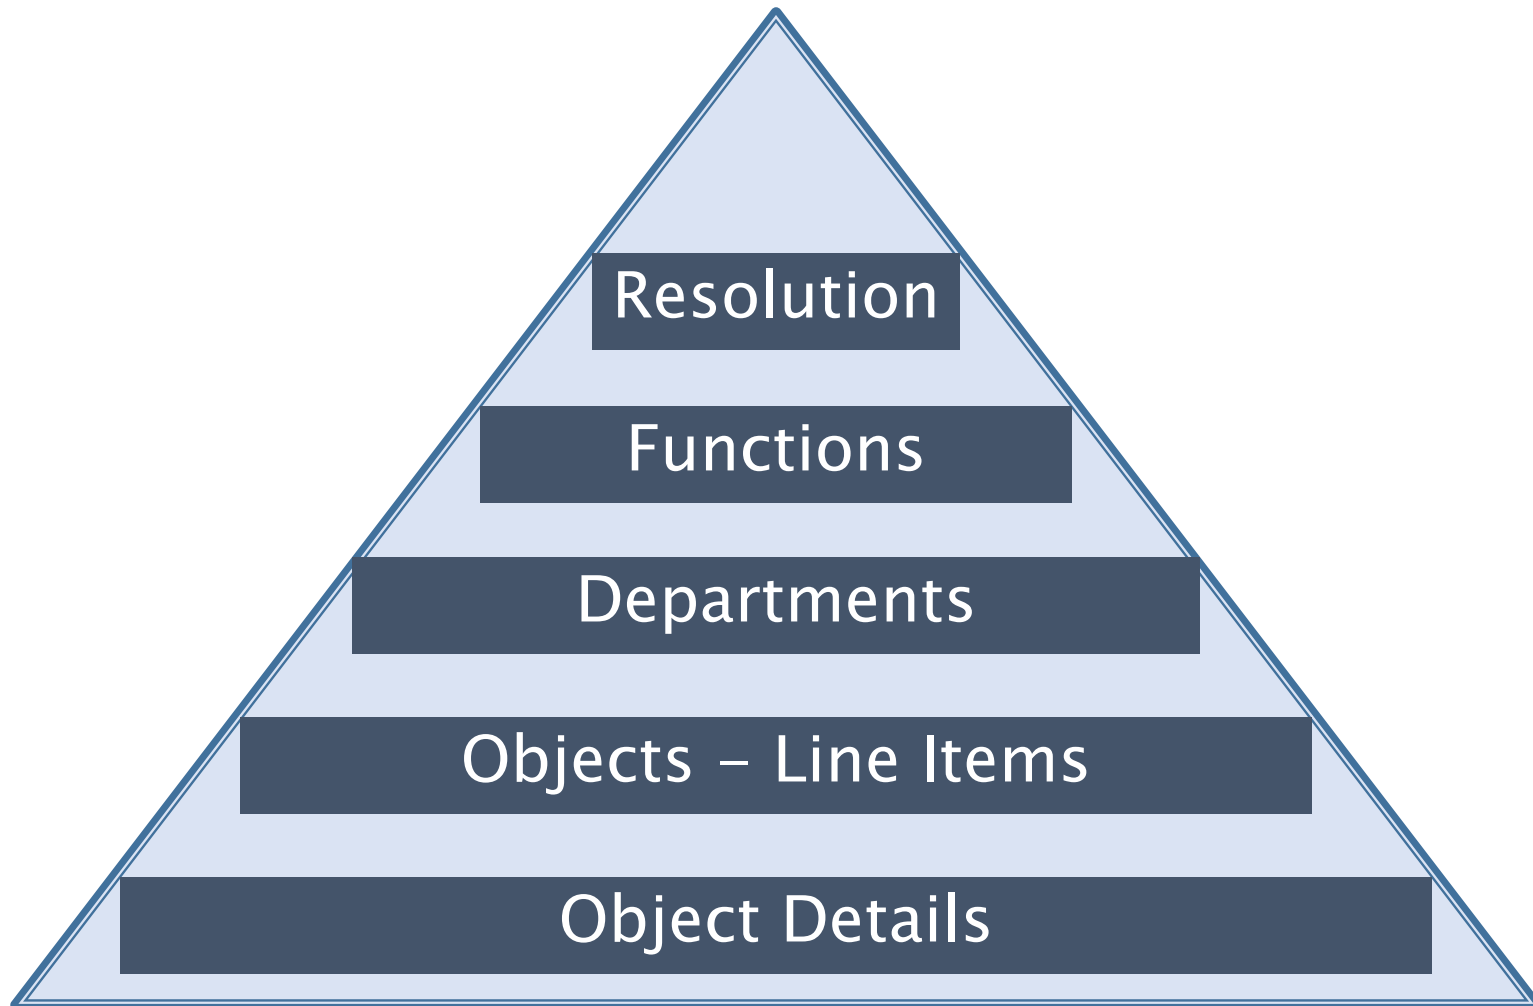 Resolution
Functions
Departments
Objects – Line Items
Object Details